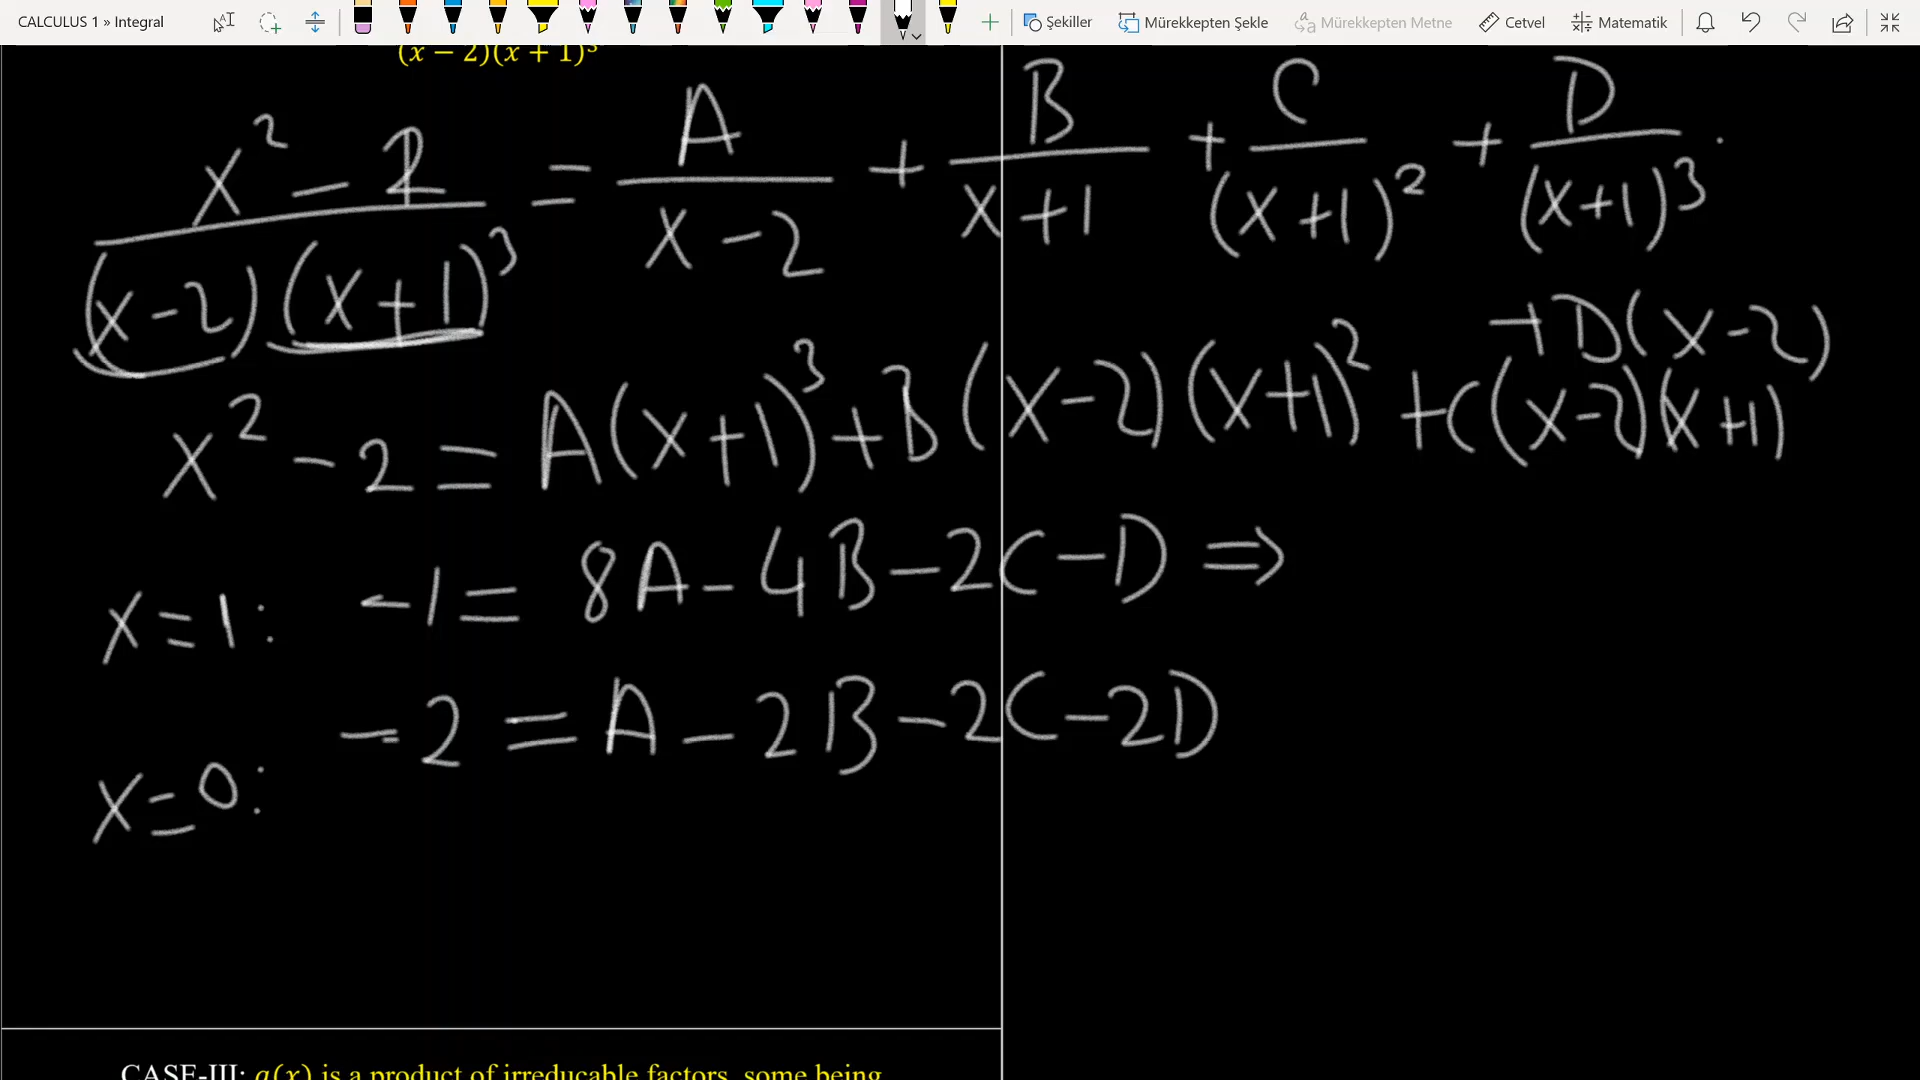 CALCULUS 1 » Integral
Şekiller
Mürekkepten Şekle
Mürekkepten Metne
Cetvel
Matematik
(x − 2)(x + 1)³
x² − 2 / (x−2)(x+1)³ = A / x−2 + B / x+1 + C / (x+1)² + D / (x+1)³ .
x² − 2 = A(x+1)³ + B(x−2)(x+1)² + C(x−2)(x+1)
+ D(x−2)
x=1: −1 = 8A − 4B − 2C − D ⇒
x=0: −2 = A − 2B − 2C − 2D
CASE-III: q(x) is a product of irreducable factors, some being